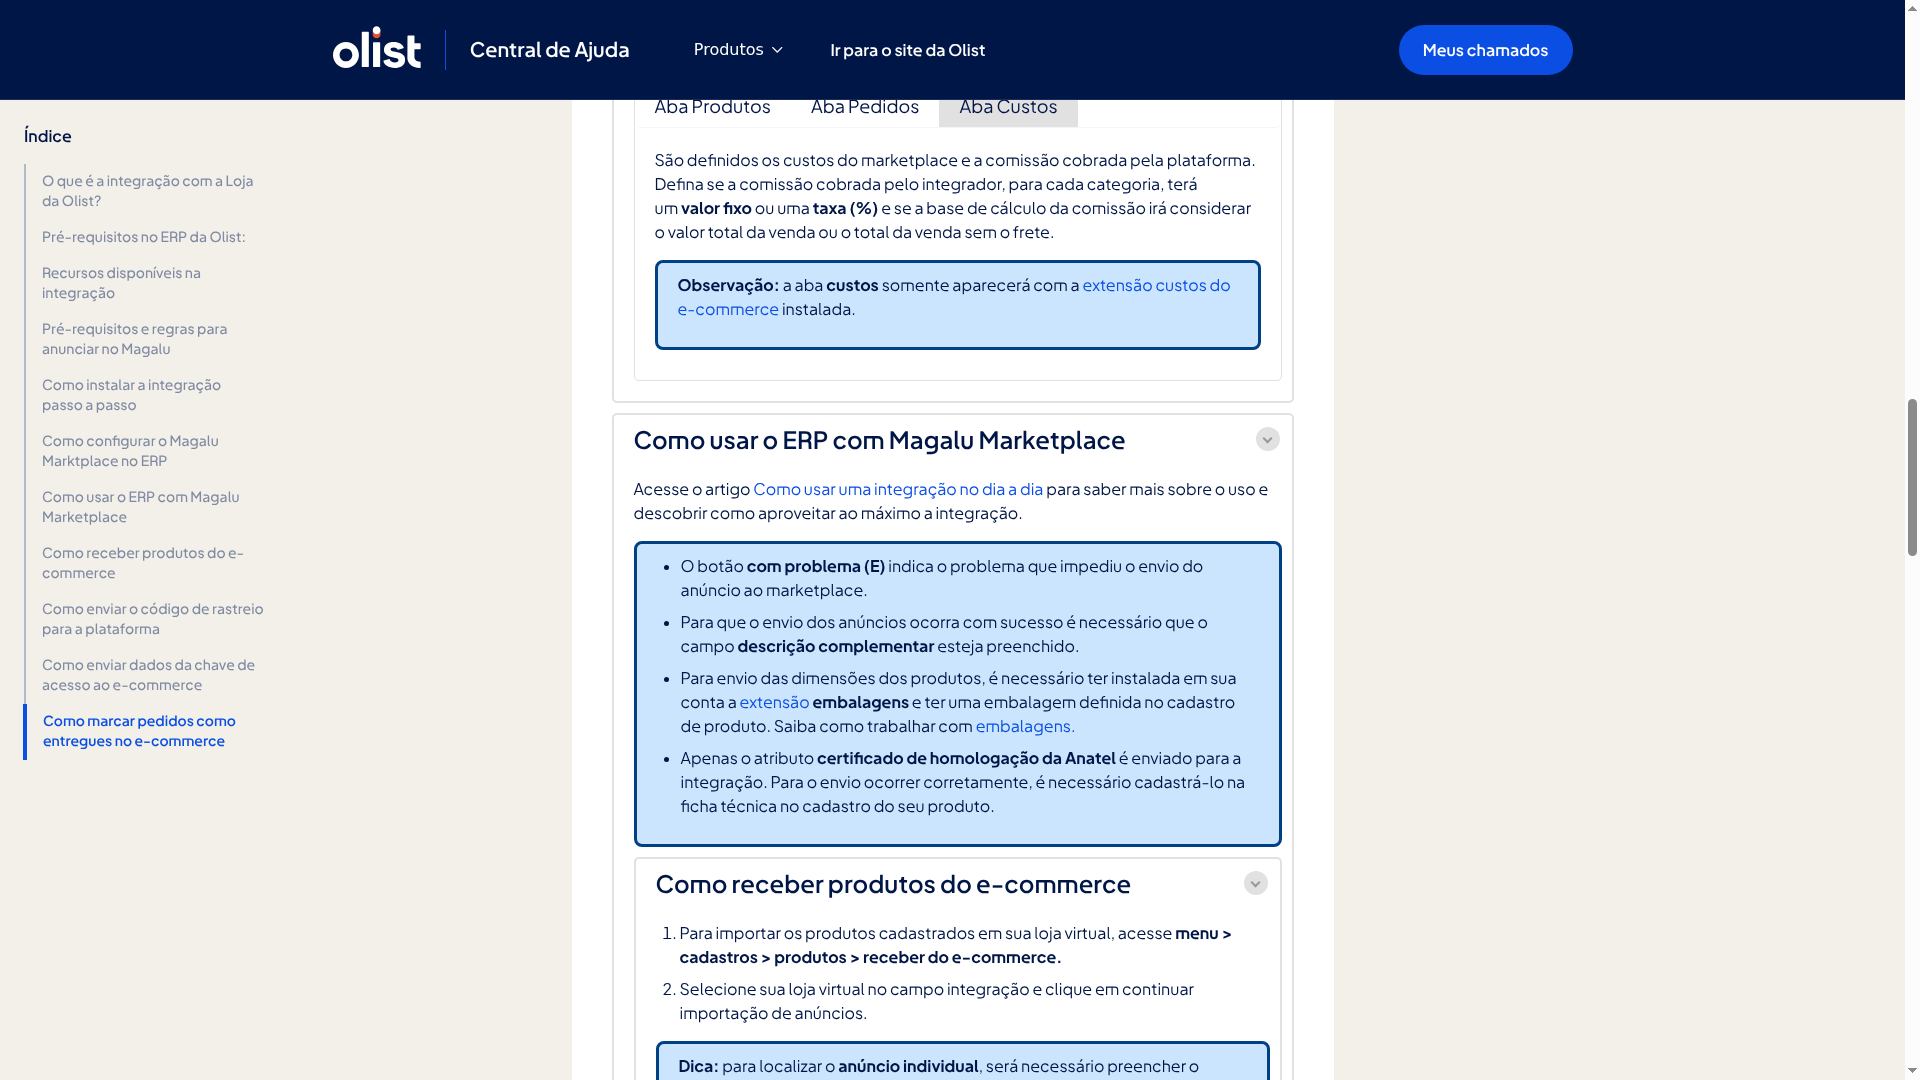 olist
Central de Ajuda
Produtos
Ir para o site da Olist
Meus chamados
Índice
O que é a integração com a Loja
da Olist?
Pré-requisitos no ERP da Olist:
Recursos disponíveis na
integração
Pré-requisitos e regras para
anunciar no Magalu
Como instalar a integração
passo a passo
Como configurar o Magalu
Marktplace no ERP
Como usar o ERP com Magalu
Marketplace
Como receber produtos do e-
commerce
Como enviar o código de rastreio
para a plataforma
Como enviar dados da chave de
acesso ao e-commerce
Como marcar pedidos como
entregues no e-commerce
Aba Produtos
Aba Pedidos
Aba Custos
São definidos os custos do marketplace e a comissão cobrada pela plataforma.
Defina se a comissão cobrada pelo integrador, para cada categoria, terá
um valor fixo ou uma taxa (%) e se a base de cálculo da comissão irá considerar
o valor total da venda ou o total da venda sem o frete.
Observação: a aba custos somente aparecerá com a extensão custos do
e-commerce instalada.
Como usar o ERP com Magalu Marketplace
Acesse o artigo Como usar uma integração no dia a dia para saber mais sobre o uso e
descobrir como aproveitar ao máximo a integração.
• O botão com problema (E) indica o problema que impediu o envio do
anúncio ao marketplace.
• Para que o envio dos anúncios ocorra com sucesso é necessário que o
campo descrição complementar esteja preenchido.
• Para envio das dimensões dos produtos, é necessário ter instalada em sua
conta a extensão embalagens e ter uma embalagem definida no cadastro
de produto. Saiba como trabalhar com embalagens.
• Apenas o atributo certificado de homologação da Anatel é enviado para a
integração. Para o envio ocorrer corretamente, é necessário cadastrá-lo na
ficha técnica no cadastro do seu produto.
Como receber produtos do e-commerce
1. Para importar os produtos cadastrados em sua loja virtual, acesse menu >
cadastros > produtos > receber do e-commerce.
2. Selecione sua loja virtual no campo integração e clique em continuar
importação de anúncios.
Dica: para localizar o anúncio individual, será necessário preencher o